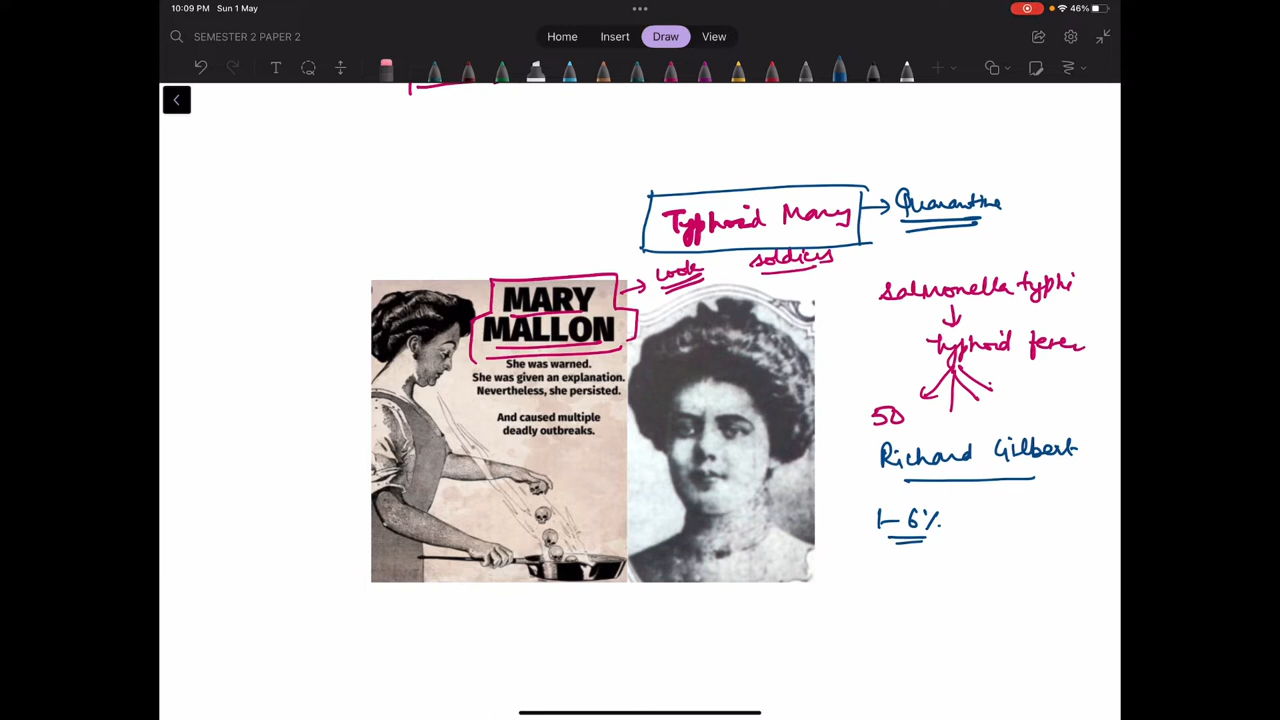 10:09 PM Sun 1 May
46%
SEMESTER 2 PAPER 2
Home Insert Draw View
Typhoid Mary
Quarantine
cook
soldiers
MARY
MALLON
She was warned.
She was given an explanation.
Nevertheless, she persisted.
And caused multiple
deadly outbreaks.
Salmonella typhi
typhoid fever
50
Richard Gilbert
1-6%